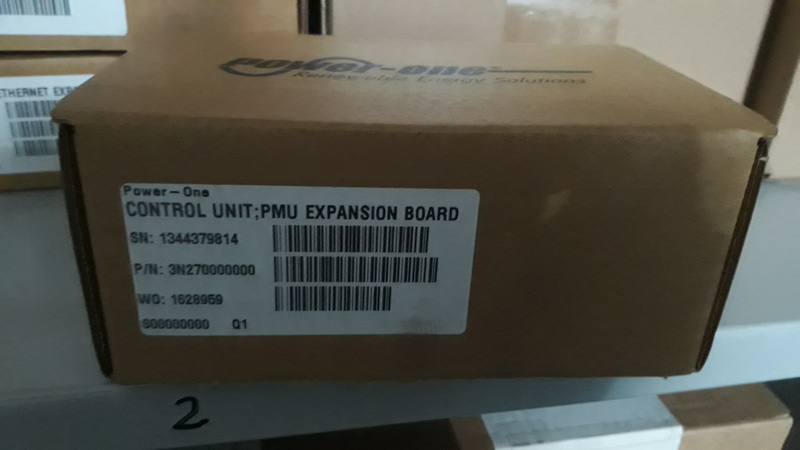 power-one
Renewable Energy Solutions
ETHERNET
Power-One
CONTROL UNIT;PMU EXPANSION BOARD
SN: 1344379814
P/N: 3N270000000
WO: 1628959
S00000000 Q1
2